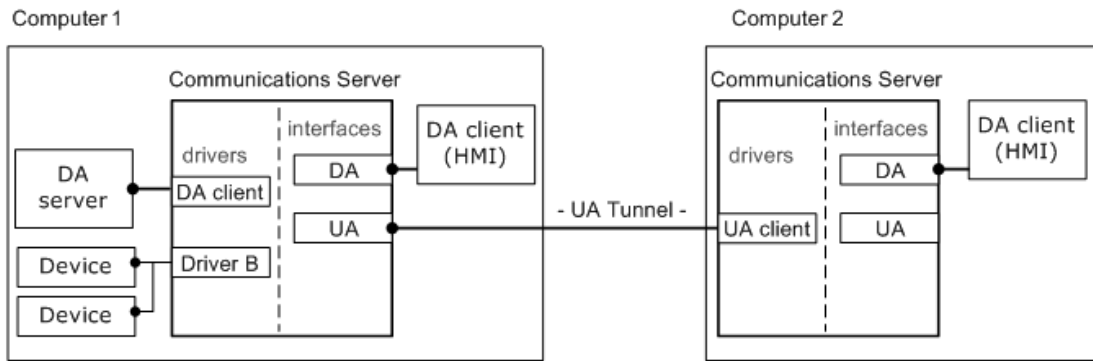 Computer 1
Computer 2
Communications Server
drivers
interfaces
DA
server
DA client
DA
UA
Driver B
Device
Device
DA client
(HMI)
- UA Tunnel -
Communications Server
drivers
interfaces
UA client
DA
UA
DA client
(HMI)